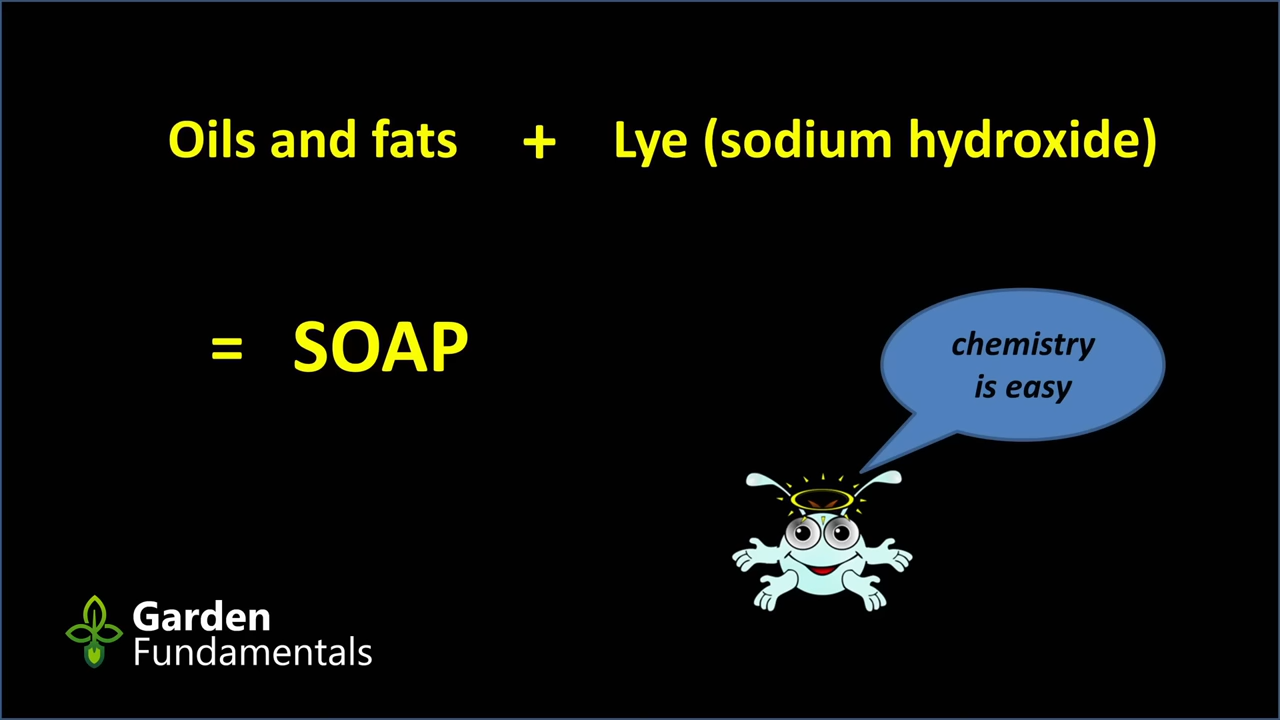 Oils and fats + Lye (sodium hydroxide)
= SOAP
chemistry
is easy
Garden
Fundamentals